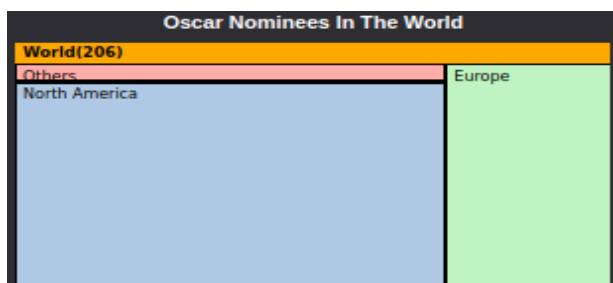 Oscar Nominees In The World
World(206)
Others
Europe
North America